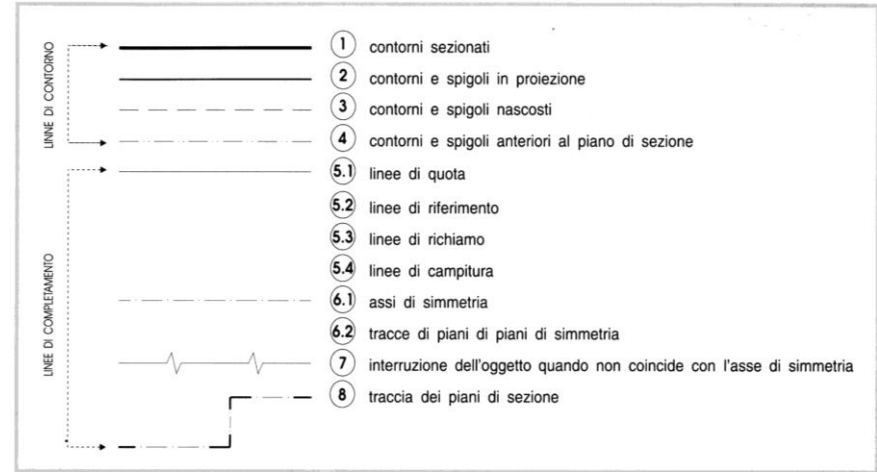 LINNE DI CONTORNO
1 contorni sezionati
2 contorni e spigoli in proiezione
3 contorni e spigoli nascosti
4 contorni e spigoli anteriori al piano di sezione
LINEE DI COMPLETAMENTO
5.1 linee di quota
5.2 linee di riferimento
5.3 linee di richiamo
5.4 linee di campitura
6.1 assi di simmetria
6.2 tracce di piani di piani di simmetria
7 interruzione dell'oggetto quando non coincide con l'asse di simmetria
8 traccia dei piani di sezione